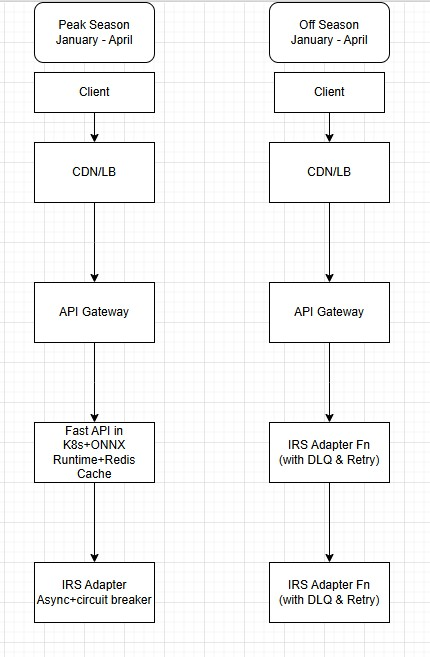 Peak Season
January - April
Client
CDN/LB
API Gateway
Fast API in
K8s+ONNX
Runtime+Redis
Cache
IRS Adapter
Async+circuit breaker
Off Season
January - April
Client
CDN/LB
API Gateway
IRS Adapter Fn
(with DLQ & Retry)
IRS Adapter Fn
(with DLQ & Retry)